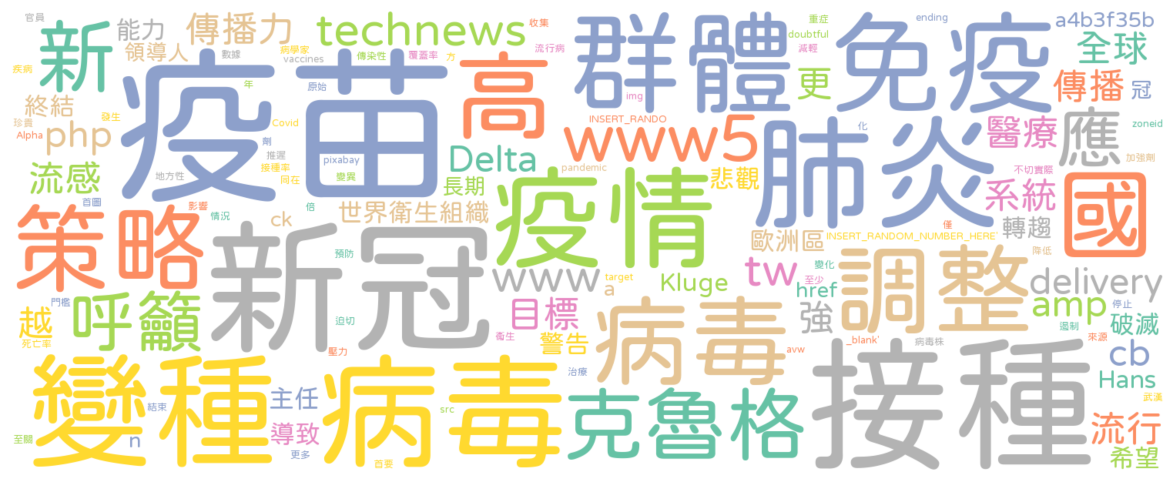 官員
新
能力
傳播力
領導人
technews
收集
流行病
重症
減輕
doubtful
ending
a4b3f35b
全球
群體
免疫
疾病
病學家
vaccines
數據
傳染性
覆蓋率
方
高
更
img
傳播
冠
終結
珍貴
Alpha
php
發生
疫苗
年
原始
Covid
INSERT_RANDO
www5
肺炎
化
醫療
應
zoneid
流感
地方性
推遲
劑
接種率
同在
pixabay
變異
Delta
長期
疫情
pandemic
悲觀
系統
不切實際
加強劑
國
首圖
影響
情況
倍
策略
ck
世界衛生組織
新冠
預防
www
target
a
Kluge
歐洲區
INSERT_RANDOM_NUMBER_HERE
僅
轉趨
降低
tw
變化
至少
href
調整
delivery
門檻
越
死亡率
呼籲
迫切
目標
衛生
警告
病毒
強
amp
停止
遏制
破滅
來源
壓力
avw
_blank'
病毒株
cb
變種
病毒
治療
克魯格
接種
Hans
武漢
主任
結束
導致
src
n
至關
更多
首要
流行
希望